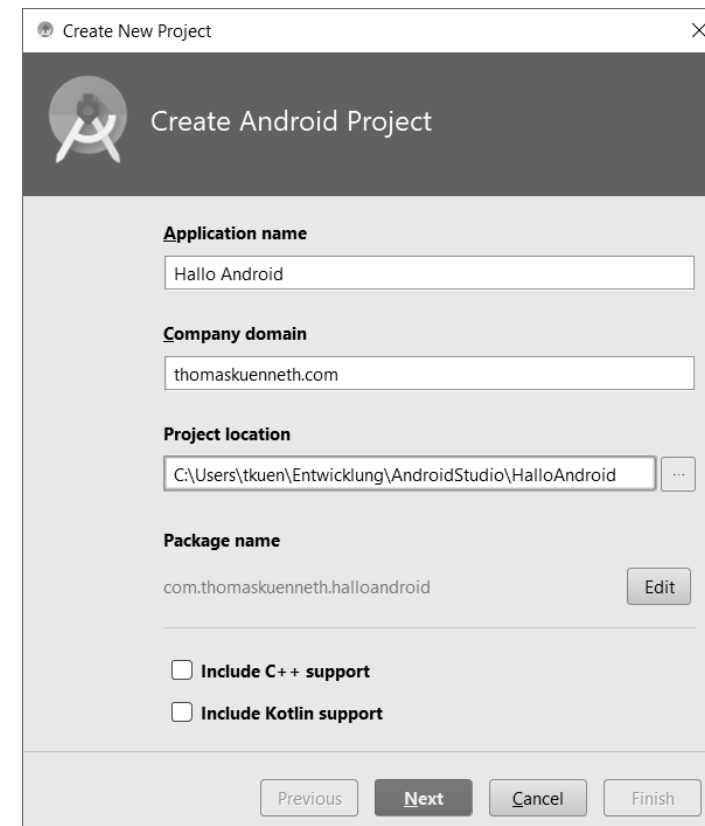 Create New Project
Create Android Project
Application name
Hallo Android
Company domain
thomaskuenneth.com
Project location
C:\Users\tkuen\Entwicklung\AndroidStudio\HalloAndroid
...
Package name
com.thomaskuenneth.halloandroid
Edit
Include C++ support
Include Kotlin support
Previous
Next
Cancel
Finish